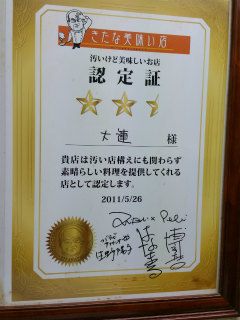 きたな美味い店
汚いけど美味しいお店
認定証
大連 様
貴店は汚い店構えにも関わらず
素晴らしい料理を提供してくれる
店として認定します。
2011/5/26